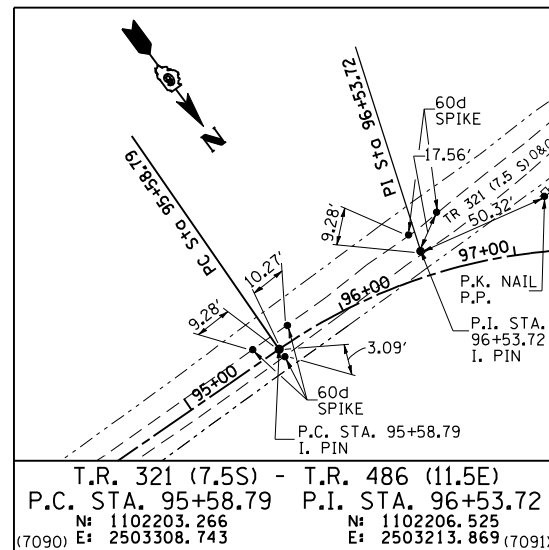 N
PC Sta 95+58.79
PI Sta 96+53.72
60d
SPIKE
17.56'
TR 321 (7.5 S) O&C
50.32'
9.28'
10.27'
9.28'
97+00
96+00
95+00
P.K. NAIL
P.P.
P.I. STA.
96+53.72
I. PIN
3.09'
60d
SPIKE
P.C. STA. 95+58.79
I. PIN
T.R. 321 (7.5S) - T.R. 486 (11.5E)
P.C. STA. 95+58.79 P.I. STA. 96+53.72
N: 1102203.266 N: 1102206.525
(7090) E: 2503308.743 E: 2503213.869 (7091)